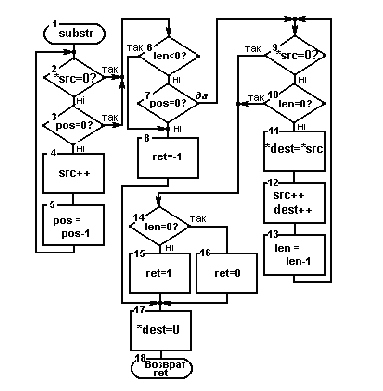 1
substr
2
*src=0?
так
ні
3
pos=0?
так
ні
4
src++
5
pos =
pos-1
так
6
len<0?
ні
7
pos=0?
да
ні
8
ret=-1
так
9
*src=0?
ні
так
10
len=0?
ні
11
*dest=*src
12
src++
dest++
13
len =
len-1
14
len=0?
так
ні
15
ret=1
16
ret=0
17
*dest=0
18
Возврат
ret